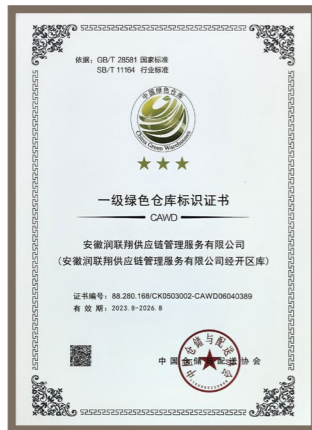 依据：GB/T 28581 国家标准
SB/T 11164 行业标准
中国绿色仓库
China Green Warehouses
一级绿色仓库标识证书
CAWD
安徽润联翔供应链管理服务有限公司
(安徽润联翔供应链管理服务有限公司经开区库)
证书编号：88.280.168/CK0503002-CAWD06040389
有 效 期：2023.8-2026.8
中国仓储与配送协会